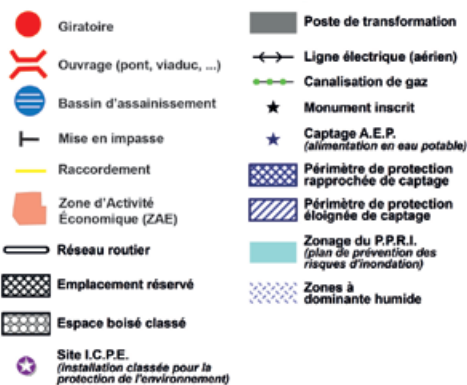 Giratoire
Ouvrage (pont, viaduc, ...)
Bassin d'assainissement
Mise en impasse
Raccordement
Zone d'Activité
Économique (ZAE)
Réseau routier
Emplacement réservé
Espace boisé classé
Site I.C.P.E.
(installation classée pour la
protection de l'environnement)
Poste de transformation
Ligne électrique (aérien)
Canalisation de gaz
Monument inscrit
Captage A.E.P.
(alimentation en eau potable)
Périmètre de protection
rapprochée de captage
Périmètre de protection
éloignée de captage
Zonage du P.P.R.I.
(plan de prévention des
risques d'inondation)
Zones à
dominante humide